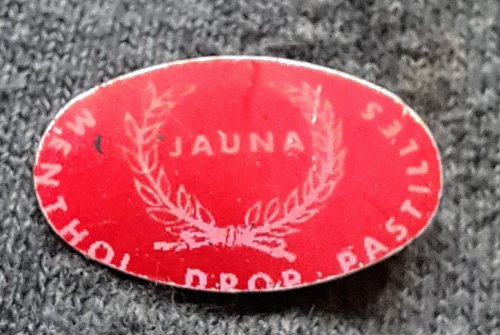 JAUNA
MENTHOL · DROP · PASTILLES